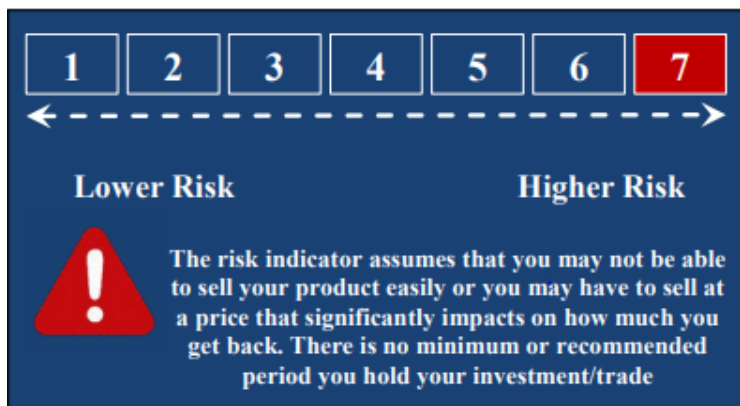 1 2 3 4 5 6 7
Lower Risk Higher Risk
The risk indicator assumes that you may not be able
to sell your product easily or you may have to sell at
a price that significantly impacts on how much you
get back. There is no minimum or recommended
period you hold your investment/trade